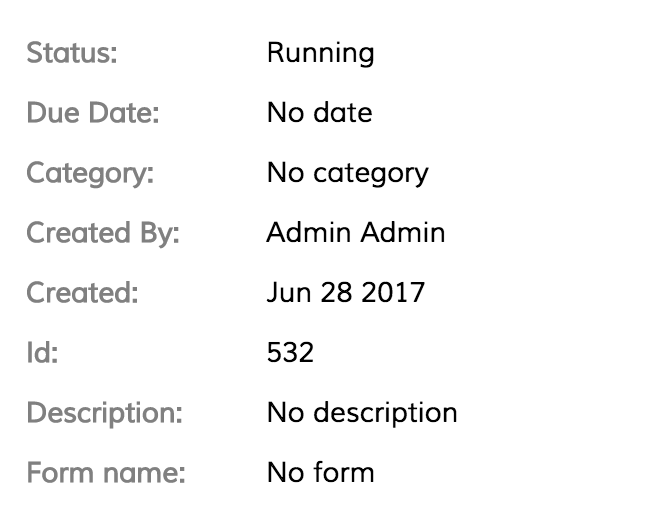 Status: Running
Due Date: No date
Category: No category
Created By: Admin Admin
Created: Jun 28 2017
Id: 532
Description: No description
Form name: No form